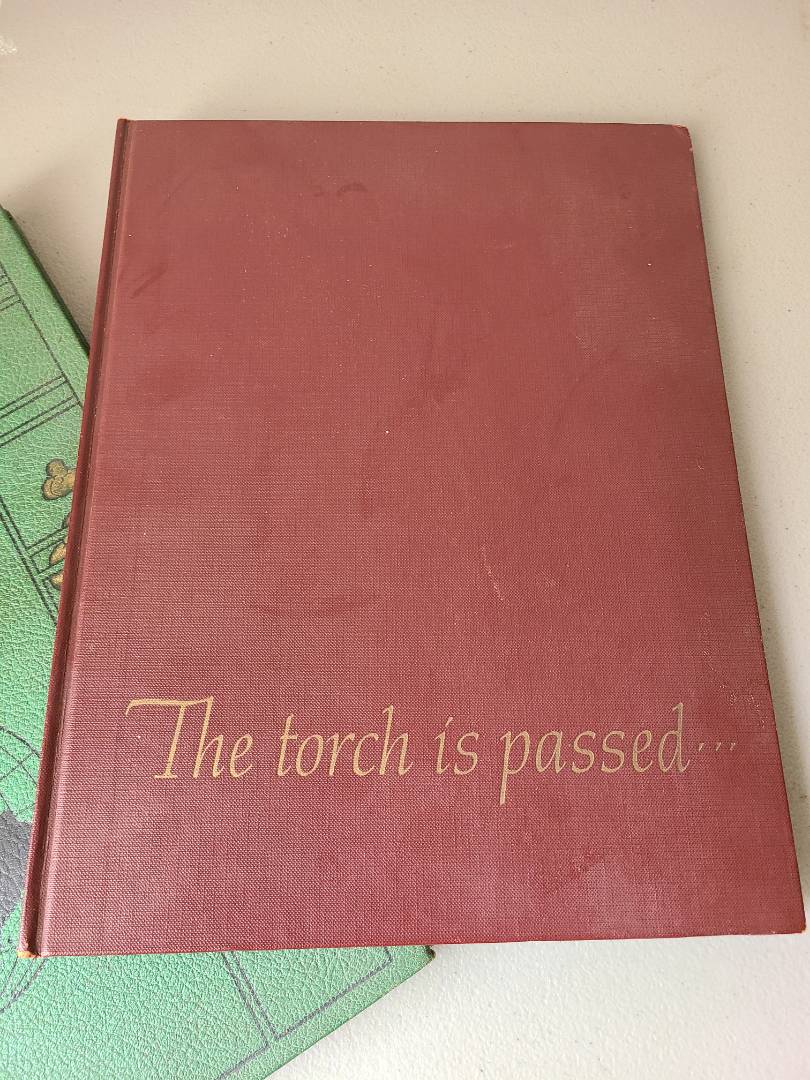 The torch is passed...